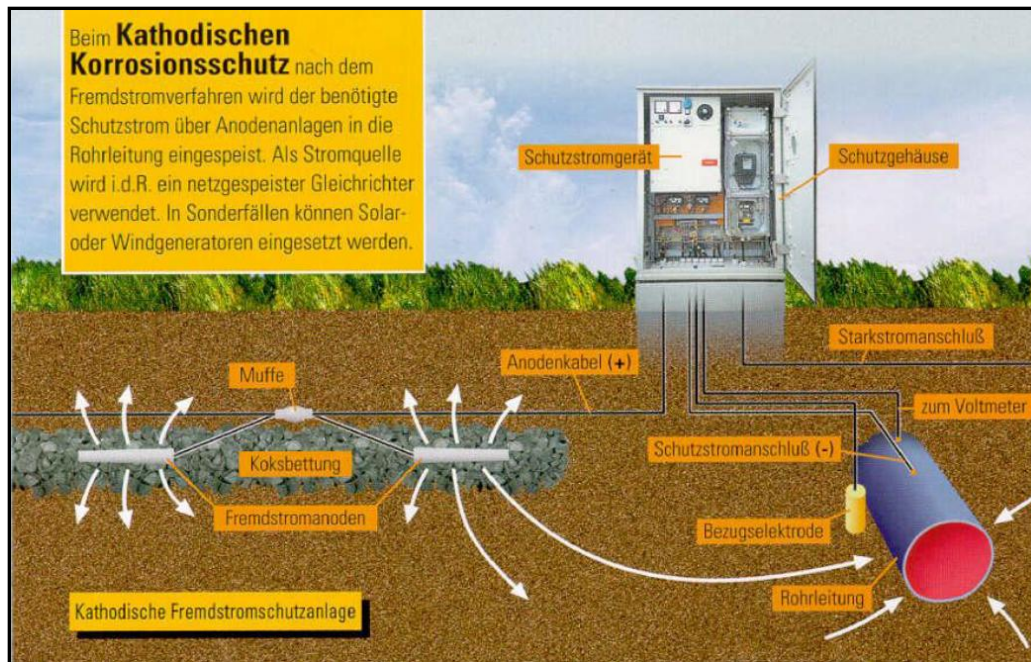 Beim Kathodischen
Korrosionsschutz nach dem
Fremdstromverfahren wird der benötigte
Schutzstrom über Anodenanlagen in die
Rohrleitung eingespeist. Als Stromquelle
wird i.d.R. ein netzgespeister Gleichrichter
verwendet. In Sonderfällen können Solar-
oder Windgeneratoren eingesetzt werden.
Schutzstromgerät
Schutzgehäuse
Starkstromanschluß
Anodenkabel (+)
Muffe
zum Voltmeter
Schutzstromanschluß (-)
Koksbettung
Fremdstromanoden
Bezugselektrode
Rohrleitung
Kathodische Fremdstromschutzanlage